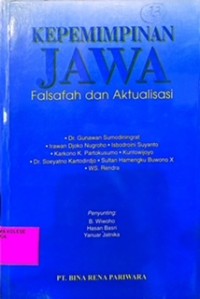 KEPEMIMPINAN
JAWA
Falsafah dan Aktualisasi
• Dr. Gunawan Sumodiningrat
• Irawan Djoko Nugroho • Isbodroini Suyanto
• Karkono K. Partokusumo • Kuntowijoyo
• Dr. Soeyatno Kartodirdjo • Sultan Hamengku Buwono X
• WS. Rendra
Penyunting:
B. Wiwoho
Hasan Basri
Yanuar Jatnika
PT. BINA RENA PARIWARA